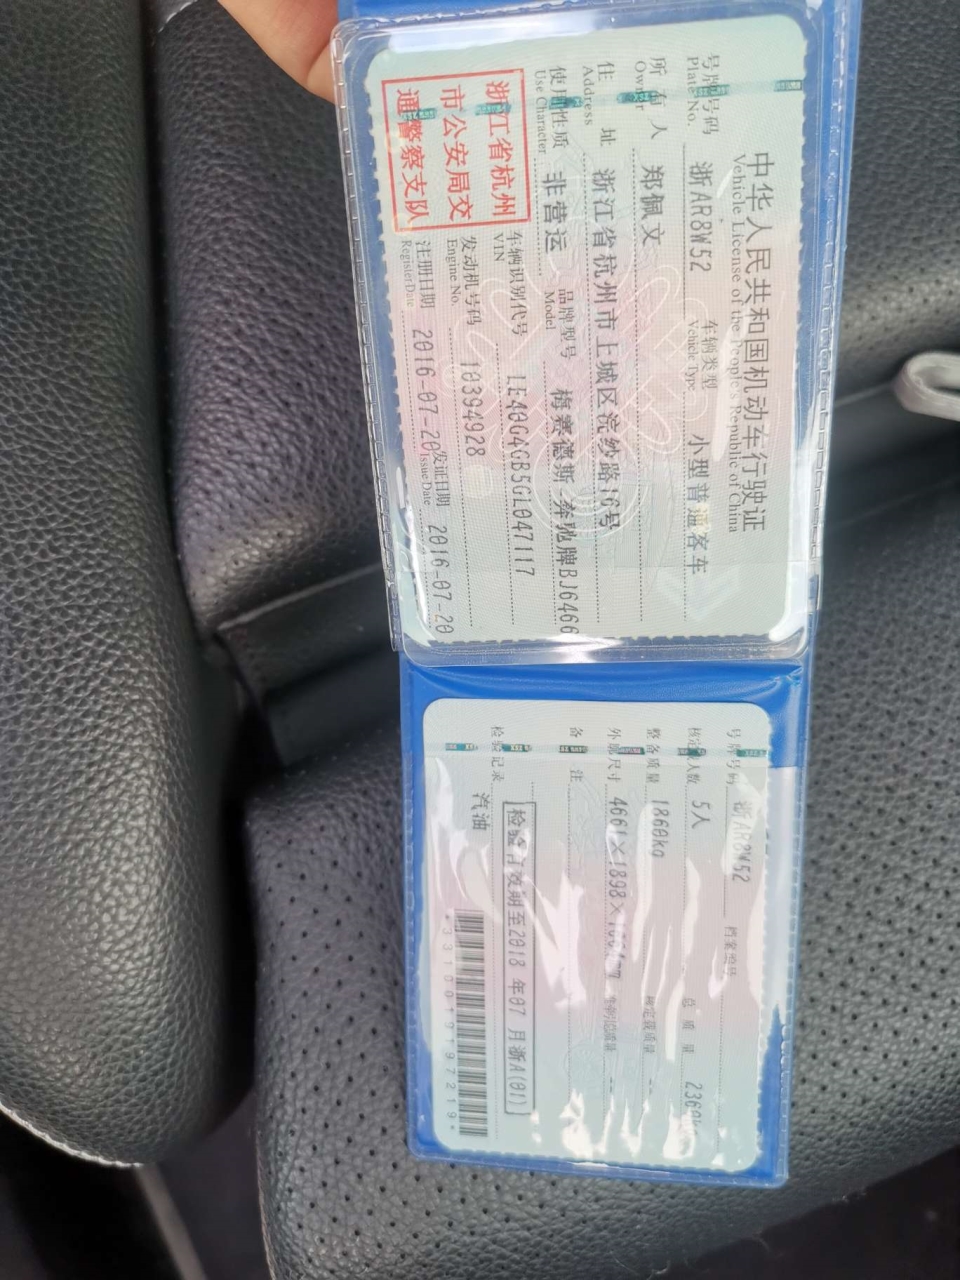 中华人民共和国机动车行驶证
Vehicle License of the People's Republic of China
号牌号码 浙AR8W52 车辆类型 小型普通客车
Plate No. Vehicle Type
所有人 郑佩文
Owner
住址 浙江省杭州市上城区浣纱路16号
Address
使用性质 非营运 品牌型号 梅赛德斯-奔驰牌BJ6466
Use Character Model
浙江省杭州
市公安局交
通警察支队
车辆识别代号 LE40G4GB5GL047117
VIN
发动机号码 10394928
Engine No.
注册日期 2016-07-20 发证日期 2016-07-20
Register Date Issue Date
号牌号码 浙AR8W52 档案编号
核定载人数 5人 总质量
整备质量 1860kg 核定载质量
外廓尺寸
备注
检验记录 检验有效期至2018年07月浙A(01)
汽油
*3310019197219*